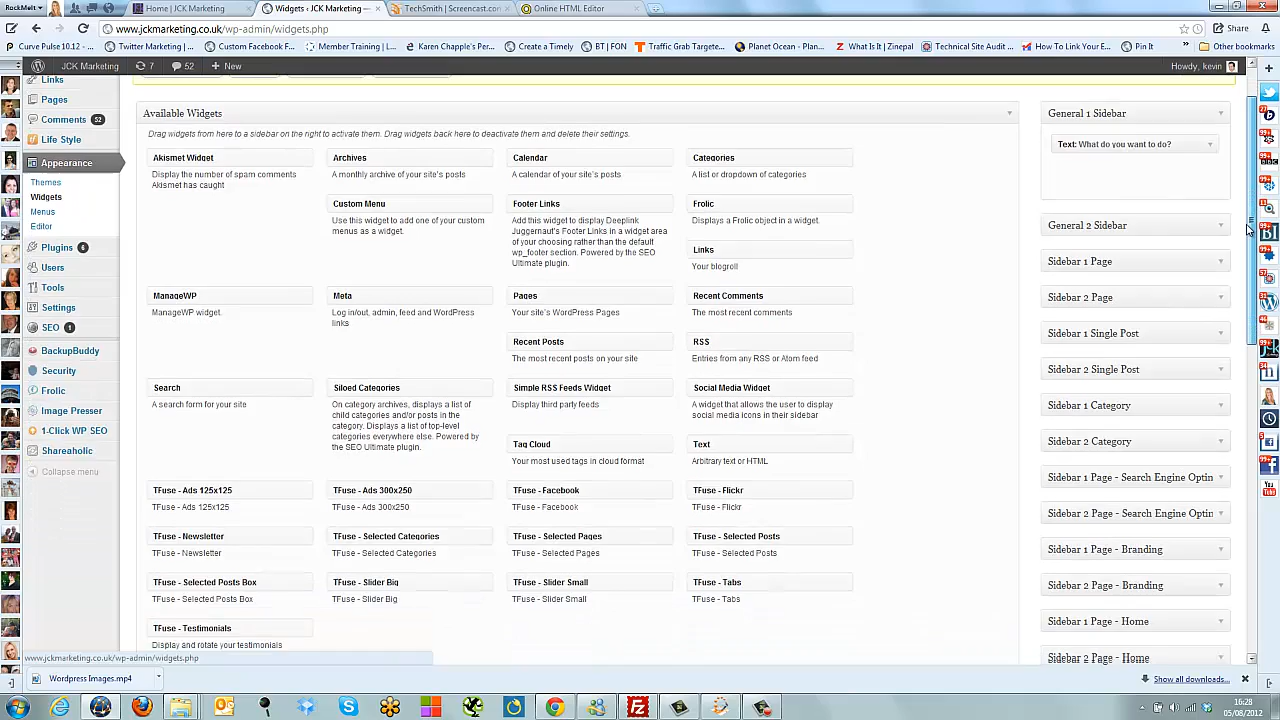 RockMelt
Home | JCK Marketing
Widgets ‹ JCK Marketing —
TechSmith | Screencast.com
Online HTML Editor
www.jckmarketing.co.uk/wp-admin/widgets.php
Share
Curve Pulse10.12 -
Twitter Marketing
Custom Facebook F...
Member Training | L...
Karen Chapple's Per...
Create a Timely
BT | FON
Traffic Grab Targete...
Planet Ocean - Plan...
What Is It? | Zinepal
Technical Site Audit ...
How To Link Your E...
Pin It
Other bookmarks
JCK Marketing
7
52
New
Howdy, kevin
Links
Pages
Comments 52
Life Style
Appearance
Themes
Widgets
Menus
Editor
Plugins 6
Users
Tools
Settings
SEO 1
BackupBuddy
Security
Frolic
Image Presser
1-Click WP SEO
Shareaholic
Collapse menu
Available Widgets
Drag widgets from here to a sidebar on the right to activate them. Drag widgets back here to deactivate them and delete their settings.
Akismet Widget
Display the number of spam comments
Akismet has caught
Archives
A monthly archive of your site's posts
Calendar
A calendar of your site's posts
Categories
A list or dropdown of categories
Custom Menu
Use this widget to add one of your custom
menus as a widget.
Footer Links
Add this widget to display Deeplink
Juggernaut's Footer Links in a widget area
of your choosing rather than the default
wp_footer section. Powered by the SEO
Ultimate plugin.
Frolic
Displays a Frolic object in a widget.
Links
Your blogroll
ManageWP
ManageWP widget.
Meta
Log in/out, admin, feed and WordPress
links
Pages
Your site's WordPress Pages
Recent Comments
The most recent comments
Recent Posts
The most recent posts on your site
RSS
Entries from any RSS or Atom feed
Search
A search form for your site
Siloed Categories
On category archives, displays a list of
child categories and/or posts in the
category. Displays a list of top-level
categories everywhere else. Powered by
the SEO Ultimate plugin.
Simple RSS Feeds Widget
Display third party feeds
Social Media Widget
A widget that allows the user to display
social media icons in their sidebar
Tag Cloud
Your most used tags in cloud format
Text
Arbitrary text or HTML
TFuse - Ads 125x125
TFuse - Ads 125x125
TFuse - Ads 300x250
TFuse - Ads 300x250
TFuse - Facebook
TFuse - Facebook
TFuse - Flickr
TFuse - Flickr
TFuse - Newsletter
TFuse - Newsletter
TFuse - Selected Categories
TFuse - Selected Categories
TFuse - Selected Pages
TFuse - Selected Pages
TFuse - Selected Posts
TFuse - Selected Posts
TFuse - Selected Posts Box
TFuse - Selected Posts Box
TFuse - Slider Big
TFuse - Slider Big
TFuse - Slider Small
TFuse - Slider Small
TFuse - Tabs
TFuse - Tabs
TFuse - Testimonials
Display and rotate your testimonials
General 1 Sidebar
Text: What do you want to do?
General 2 Sidebar
Sidebar 1 Page
Sidebar 2 Page
Sidebar 1 Single Post
Sidebar 2 Single Post
Sidebar 1 Category
Sidebar 2 Category
Sidebar 1 Page - Search Engine Optin
Sidebar 2 Page - Search Engine Optin
Sidebar 1 Page - Branding
Sidebar 2 Page - Branding
Sidebar 1 Page - Home
Sidebar 2 Page - Home
www.jckmarketing.co.uk/wp-admin/widgets.php
Wordpress Images.mp4
Show all downloads...
16:28
05/08/2012